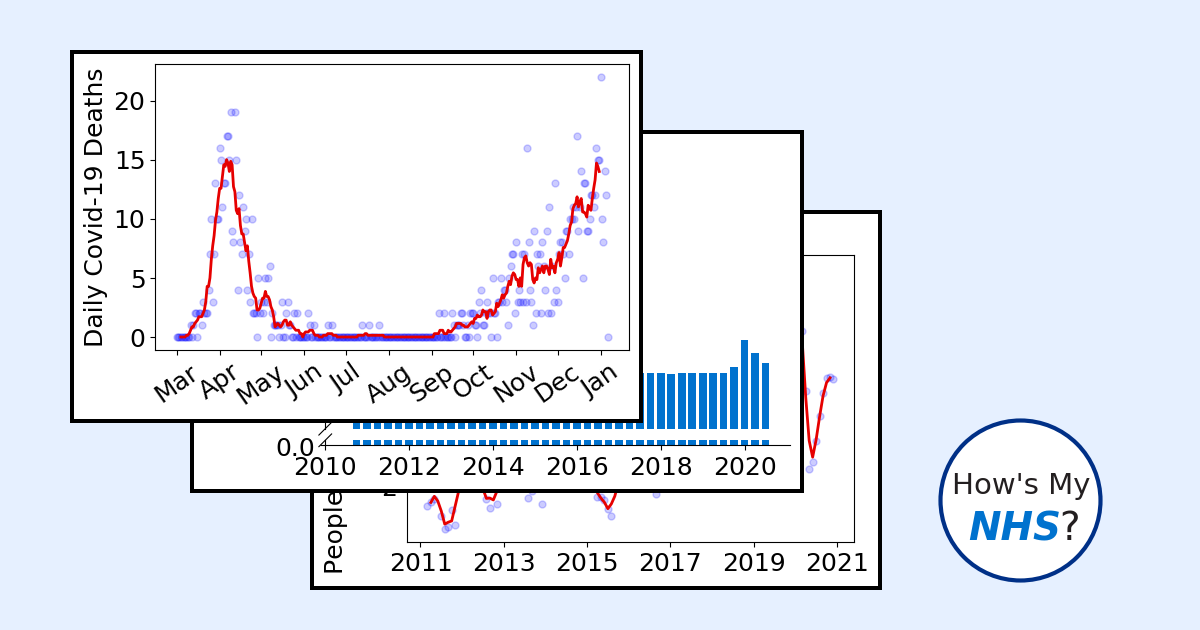 Daily Covid-19 Deaths
20
15
10
5
0
Mar Apr May Jun Jul Aug Sep Oct Nov Dec Jan
0.0
2010 2012 2014 2016 2018 2020
People
2011 2013 2015 2017 2019 2021
How's My
NHS?